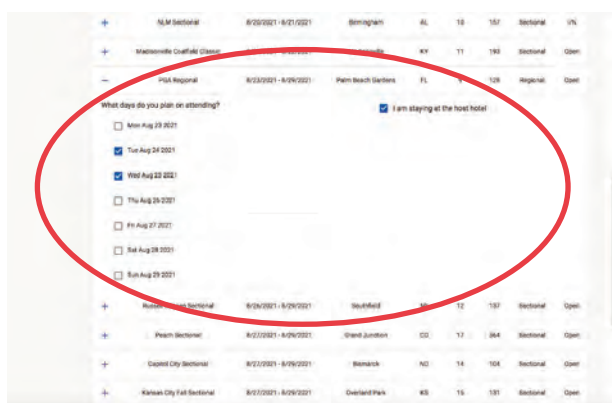 + NLM Sectional 8/20/2021 - 8/21/2021 Birmingham AL 10 157 Sectional
+ Madisonville Coalfield Classic KY 11 193 Sectional Open
− PGA Regional 8/23/2021 - 8/29/2021 Palm Beach Gardens FL 129 Regional Open
What days do you plan on attending? I am staying at the host hotel
Mon Aug 23 2021
Tue Aug 24 2021
Wed Aug 25 2021
Thu Aug 26 2021
Fri Aug 27 2021
Sat Aug 28 2021
Sun Aug 29 2021
+ Sectional 8/26/2021 - 8/29/2021 Southfield 12 137 Sectional Open
+ Peach Sectional 8/27/2021 - 8/29/2021 Grand Junction CO 17 364 Sectional Open
+ Capitol City Sectional 8/27/2021 - 8/29/2021 Bismarck ND 14 104 Sectional Open
+ Kansas City Fall Sectional 8/27/2021 - 8/29/2021 Overland Park KS 15 131 Sectional Open